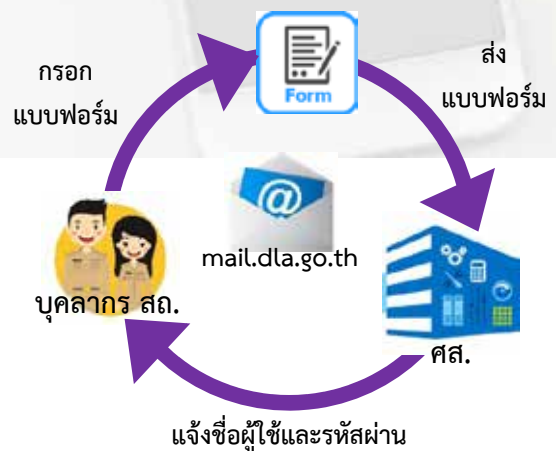 กรอก
แบบฟอร์ม
Form
ส่ง
แบบฟอร์ม
@
mail.dla.go.th
บุคลากร สถ.
ศส.
แจ้งชื่อผู้ใช้และรหัสผ่าน